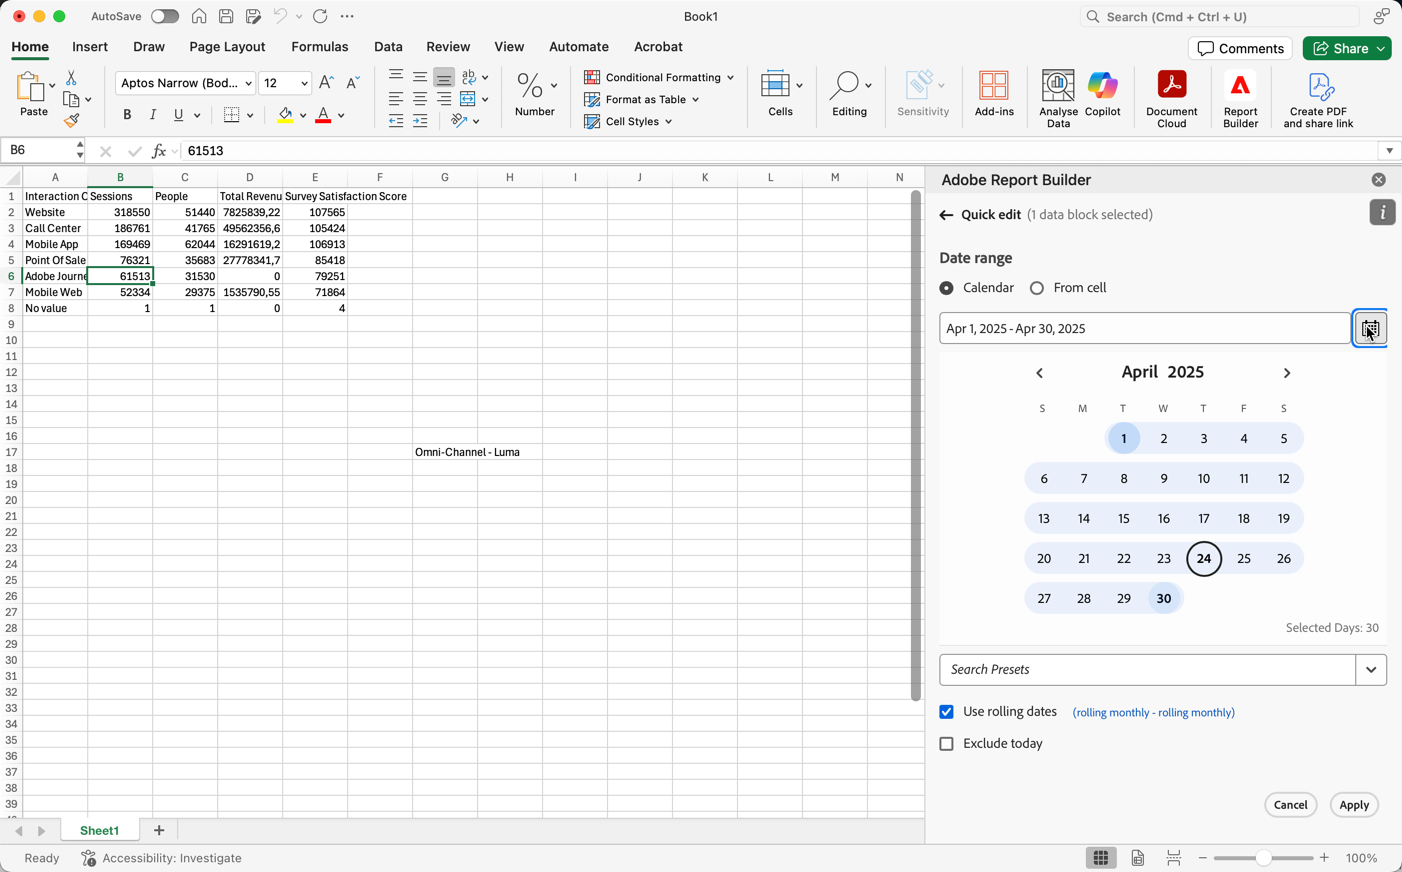 AutoSave
Book1
Search (Cmd + Ctrl + U)
Home Insert Draw Page Layout Formulas Data Review View Automate Acrobat
Comments Share
Paste
Aptos Narrow (Bod... 12
B I U A
Number
Conditional Formatting
Format as Table
Cell Styles
Cells
Editing
Sensitivity
Add-ins
Analyse Data
Copilot
Document Cloud
Report Builder
Create PDF and share link
B6 fx 61513
A B C D E F G H I J K L M N
1 Interaction C Sessions People Total Revenu Survey Satisfaction Score
2 Website 318550 51440 7825839,22 107565
3 Call Center 186761 41765 49562356,6 105424
4 Mobile App 169469 62044 16291619,2 106913
5 Point Of Sale 76321 35683 27778341,7 85418
6 Adobe Journe 61513 31530 0 79251
7 Mobile Web 52334 29375 1535790,55 71864
8 No value 1 1 0 4
9
10
11
12
13
14
15
16
17 Omni-Channel - Luma
18
19
20
21
22
23
24
25
26
27
28
29
30
31
32
33
34
35
36
37
38
39
Adobe Report Builder
Quick edit (1 data block selected)
Date range
Calendar From cell
Apr 1, 2025 - Apr 30, 2025
April 2025
S M T W T F S
1 2 3 4 5
6 7 8 9 10 11 12
13 14 15 16 17 18 19
20 21 22 23 24 25 26
27 28 29 30
Selected Days: 30
Search Presets
Use rolling dates (rolling monthly - rolling monthly)
Exclude today
Cancel Apply
Sheet1
Ready Accessibility: Investigate 100%